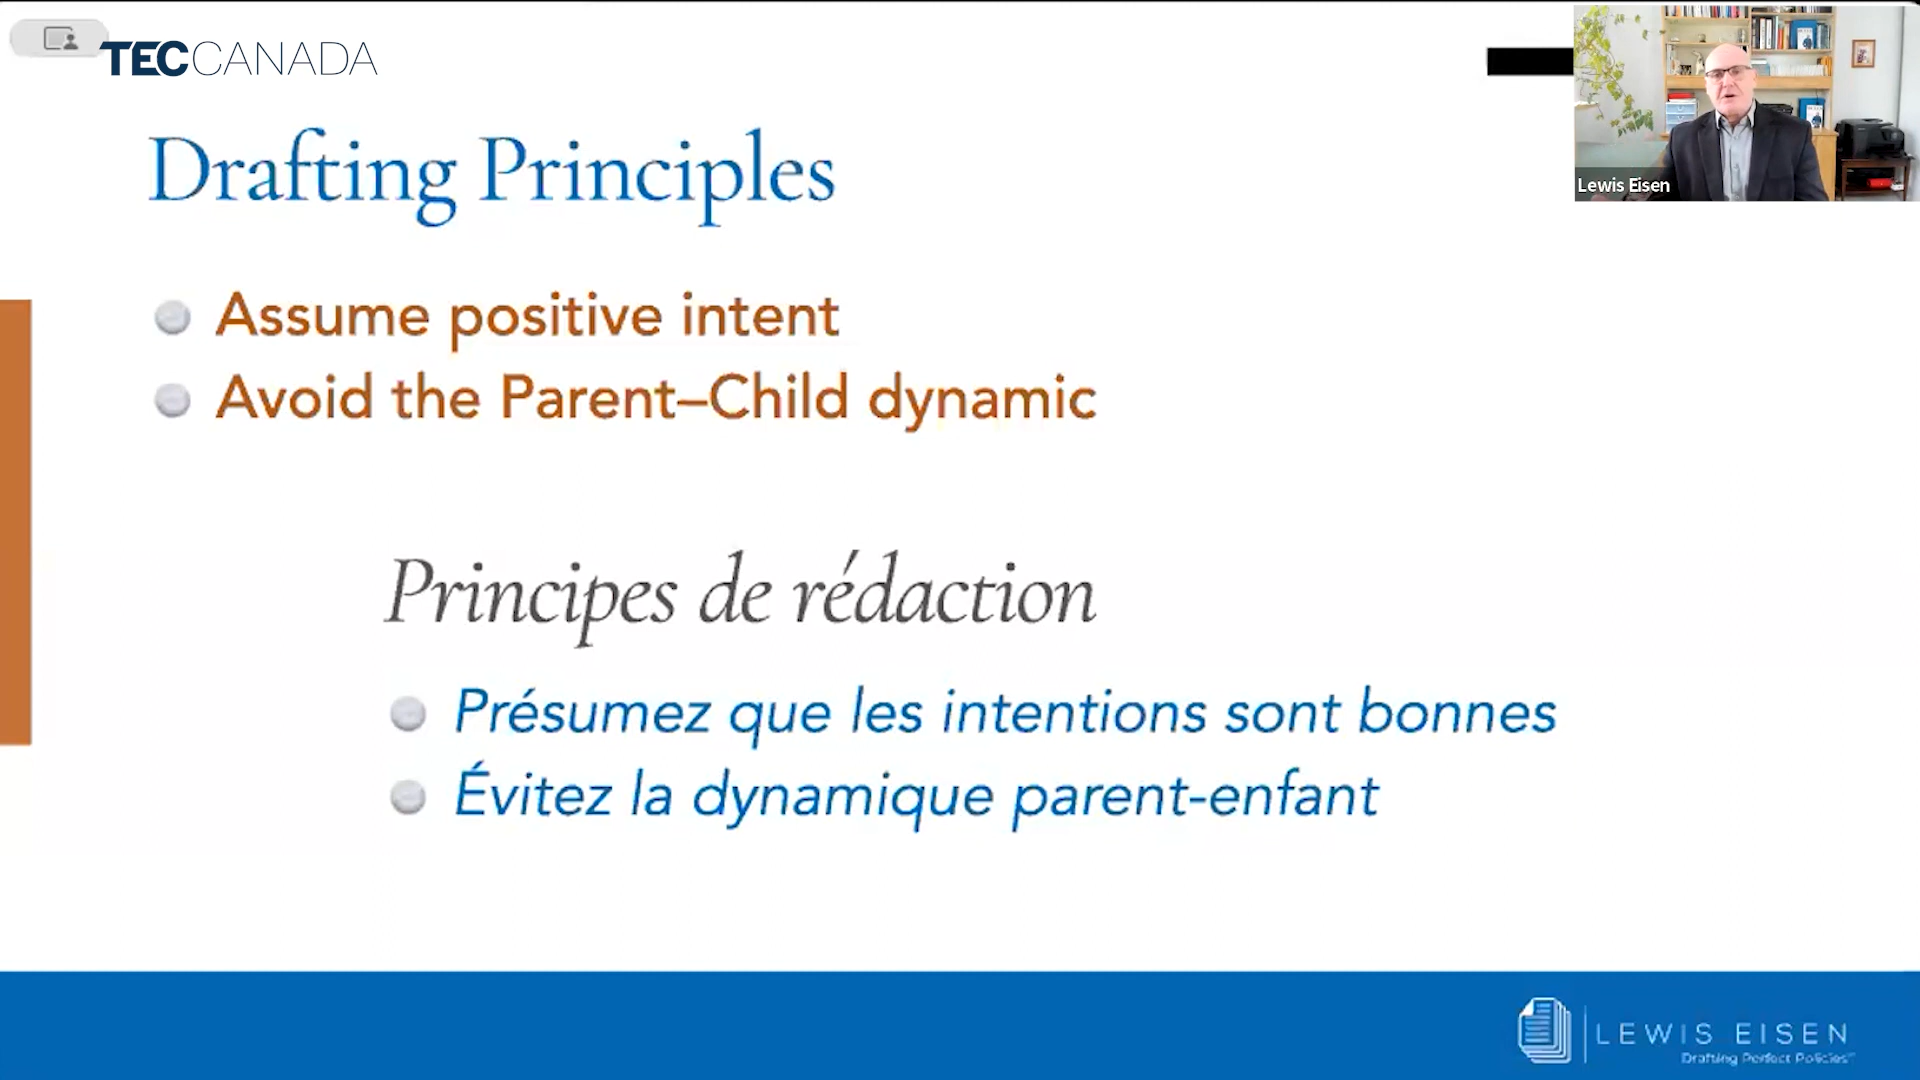 TECCANADA
Lewis Eisen
Drafting Principles
Assume positive intent
Avoid the Parent–Child dynamic
Principes de rédaction
Présumez que les intentions sont bonnes
Évitez la dynamique parent-enfant
LEWIS EISEN
Drafting Perfect Policies™